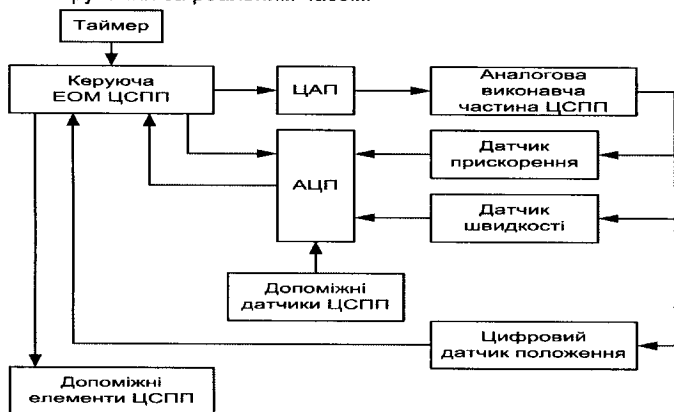 Таймер
Керуюча
ЕОМ ЦСПП
ЦАП
Аналогова
виконавча
частина ЦСПП
Датчик
прискорення
АЦП
Датчик
швидкості
Допоміжні
датчики ЦСПП
Цифровий
датчик положення
Допоміжні
елементи ЦСПП